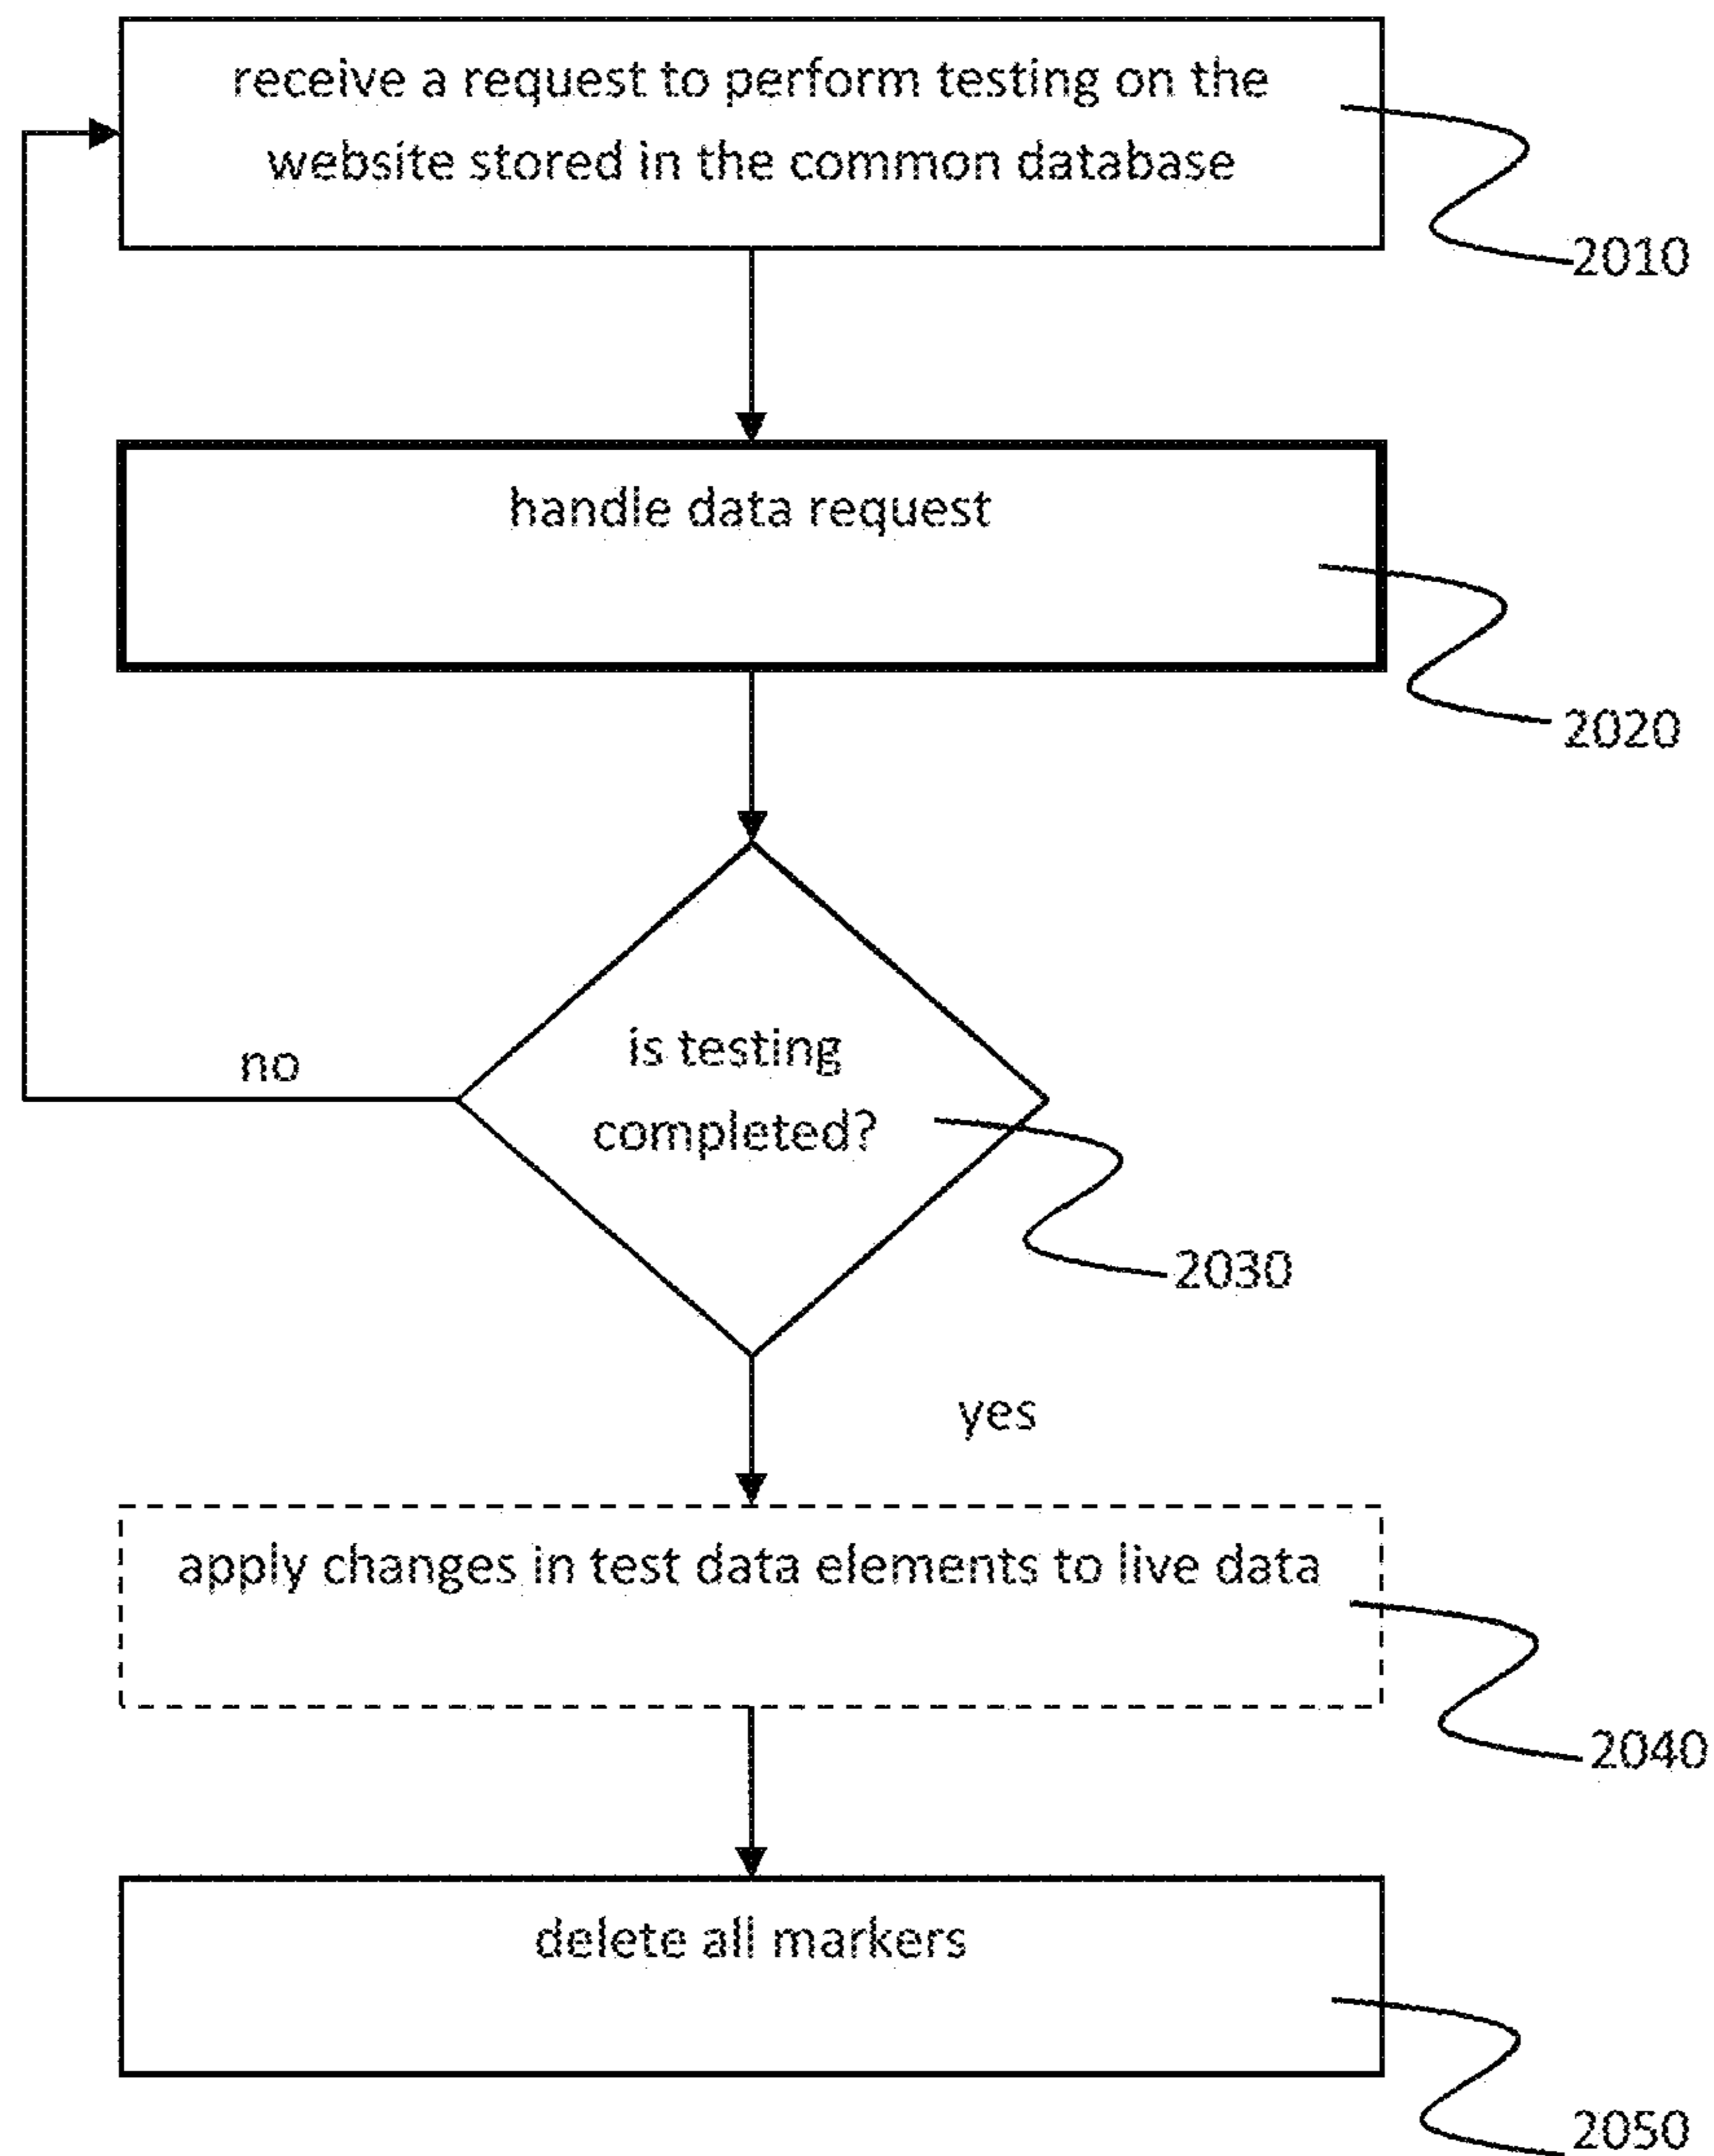 receive a request to perform testing on the
website stored in the common database
2010
handle data request
2020
is testing
completed?
no
2030
yes
apply changes in test data elements to live data
2040
delete all markers
2050